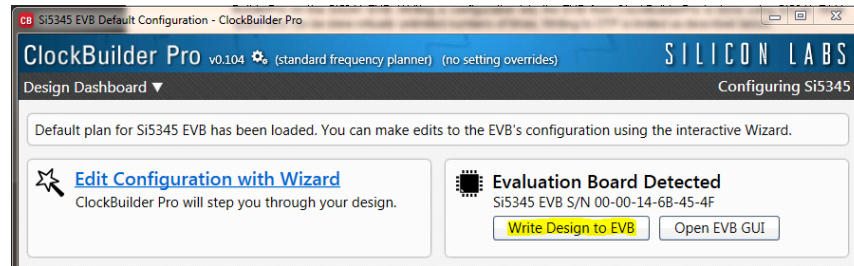 CB Si5345 EVB Default Configuration - ClockBuilder Pro
ClockBuilder Pro v0.104 (standard frequency planner) (no setting overrides) SILICON LABS
Design Dashboard ▼ Configuring Si5345
Default plan for Si5345 EVB has been loaded. You can make edits to the EVB's configuration using the interactive Wizard.
Edit Configuration with Wizard
ClockBuilder Pro will step you through your design.
Evaluation Board Detected
Si5345 EVB S/N 00-00-14-6B-45-4F
Write Design to EVB Open EVB GUI